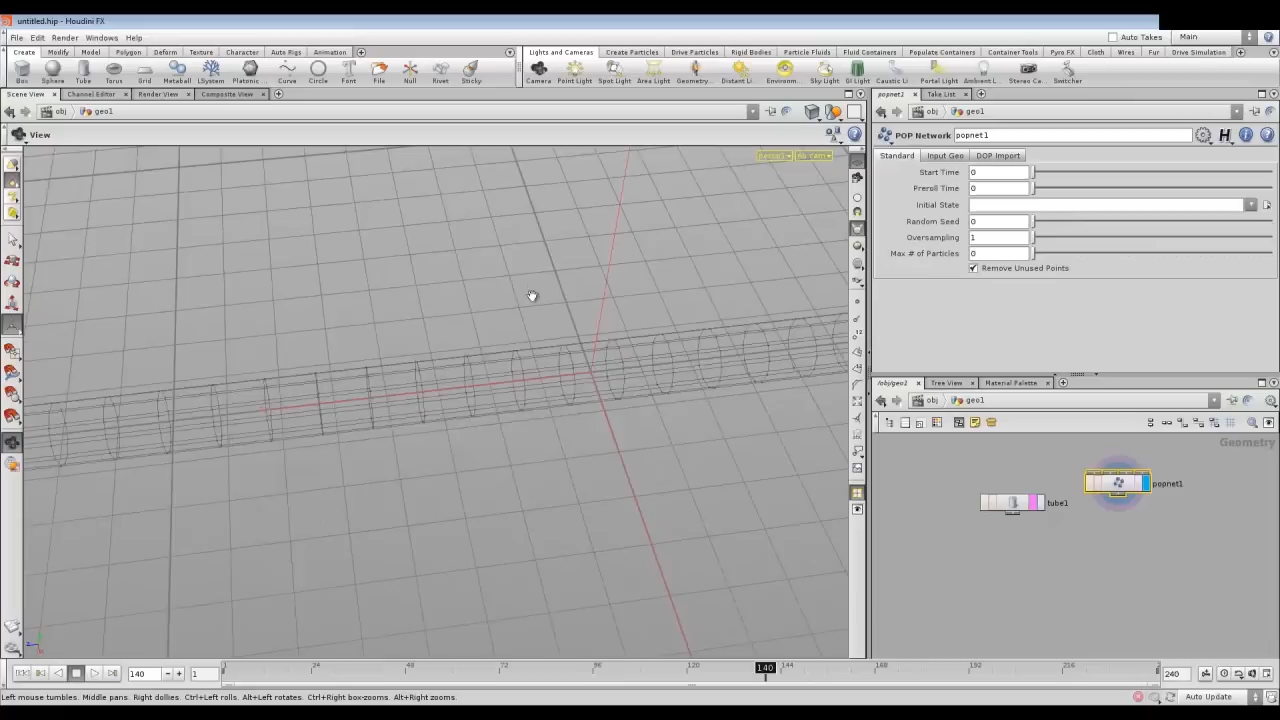 untitled.hip - Houdini FX
File Edit Render Windows Help
Auto Takes Main
Create Modify Model Polygon Deform Texture Character Auto Rigs Animation
Lights and Cameras Create Particles Drive Particles Rigid Bodies Particle Fluids Fluid Containers Populate Containers Container Tools Pyro FX Cloth Wires Fur Drive Simulation
Box Sphere Tube Torus Grid Metaball LSystem Platonic ... Curve Circle Font File Null Rivet Sticky
Camera Point Light Spot Light Area Light Geometry... Distant Li... Environm... Sky Light GI Light Caustic Li... Portal Light Ambient L... Stereo Ca... Switcher
Scene View Channel Editor Render View Composite View
popnet1 Take List
obj geo1
obj geo1
View
POP Network popnet1
persp1 no cam
Standard Input Geo DOP Import
Start Time 0
Preroll Time 0
Initial State
Random Seed 0
Oversampling 1
Max # of Particles 0
Remove Unused Points
/obj/geo1 Tree View Material Palette
obj geo1
Geometry
popnet1
tube1
140 1 1 24 48 72 96 120 140 144 168 192 216 240
Left mouse tumbles. Middle pans. Right dollies. Ctrl+Left rolls. Alt+Left rotates. Ctrl+Right box-zooms. Alt+Right zooms.
Auto Update